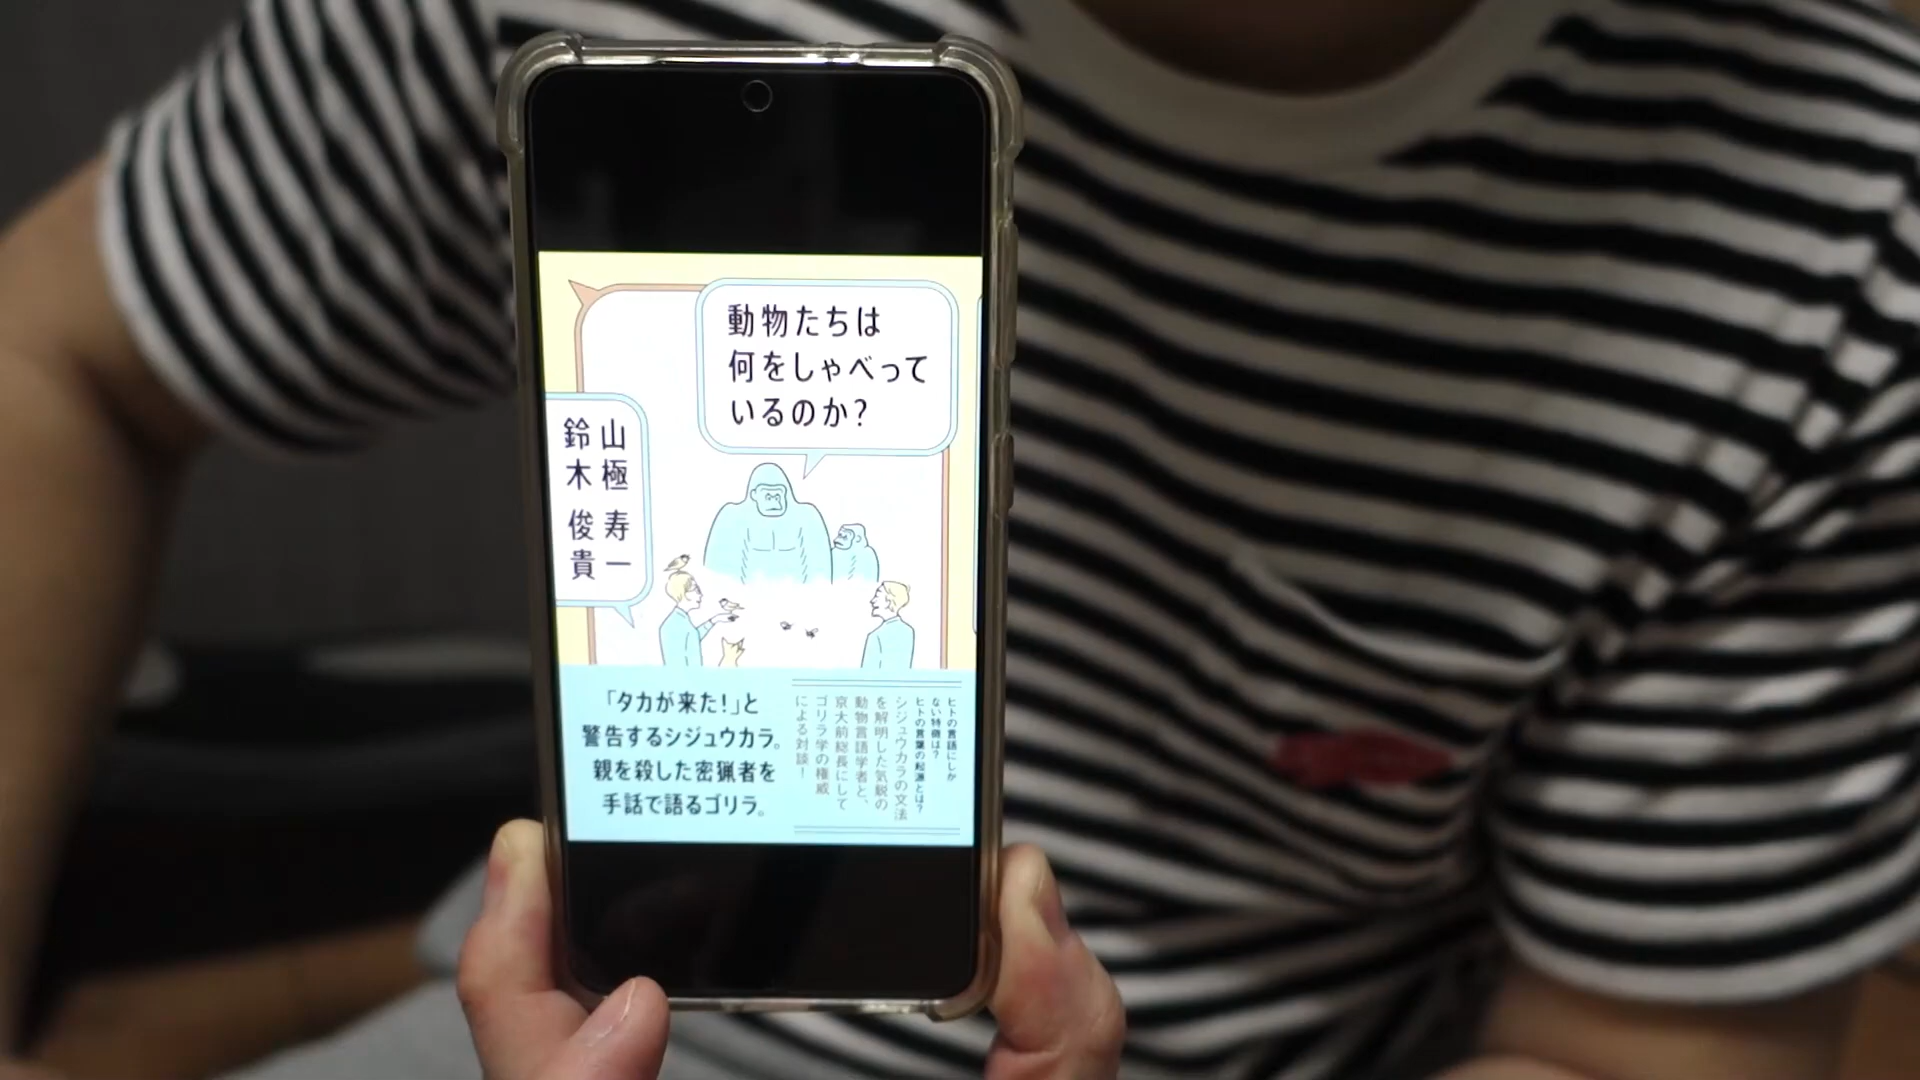 動物たちは
何をしゃべって
いるのか?
山極 寿一
鈴木 俊貴
「タカが来た!」と
警告するシジュウカラ。
親を殺した密猟者を
手話で語るゴリラ。
ヒトの言語にしか
ない特徴は?
ヒトの言葉の起源とは?
シジュウカラの文法
を解明した気鋭の
動物言語学者と、
京大前総長にして
ゴリラ学の権威
による対談!